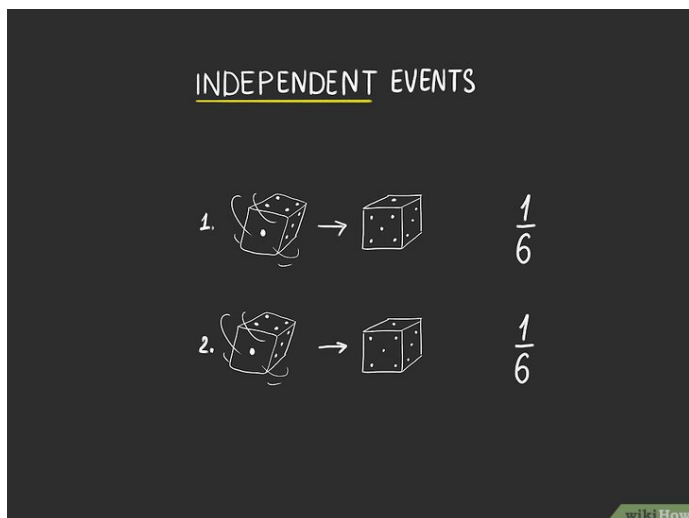 INDEPENDENT EVENTS
1. → 1/6
2. → 1/6
wikiHow